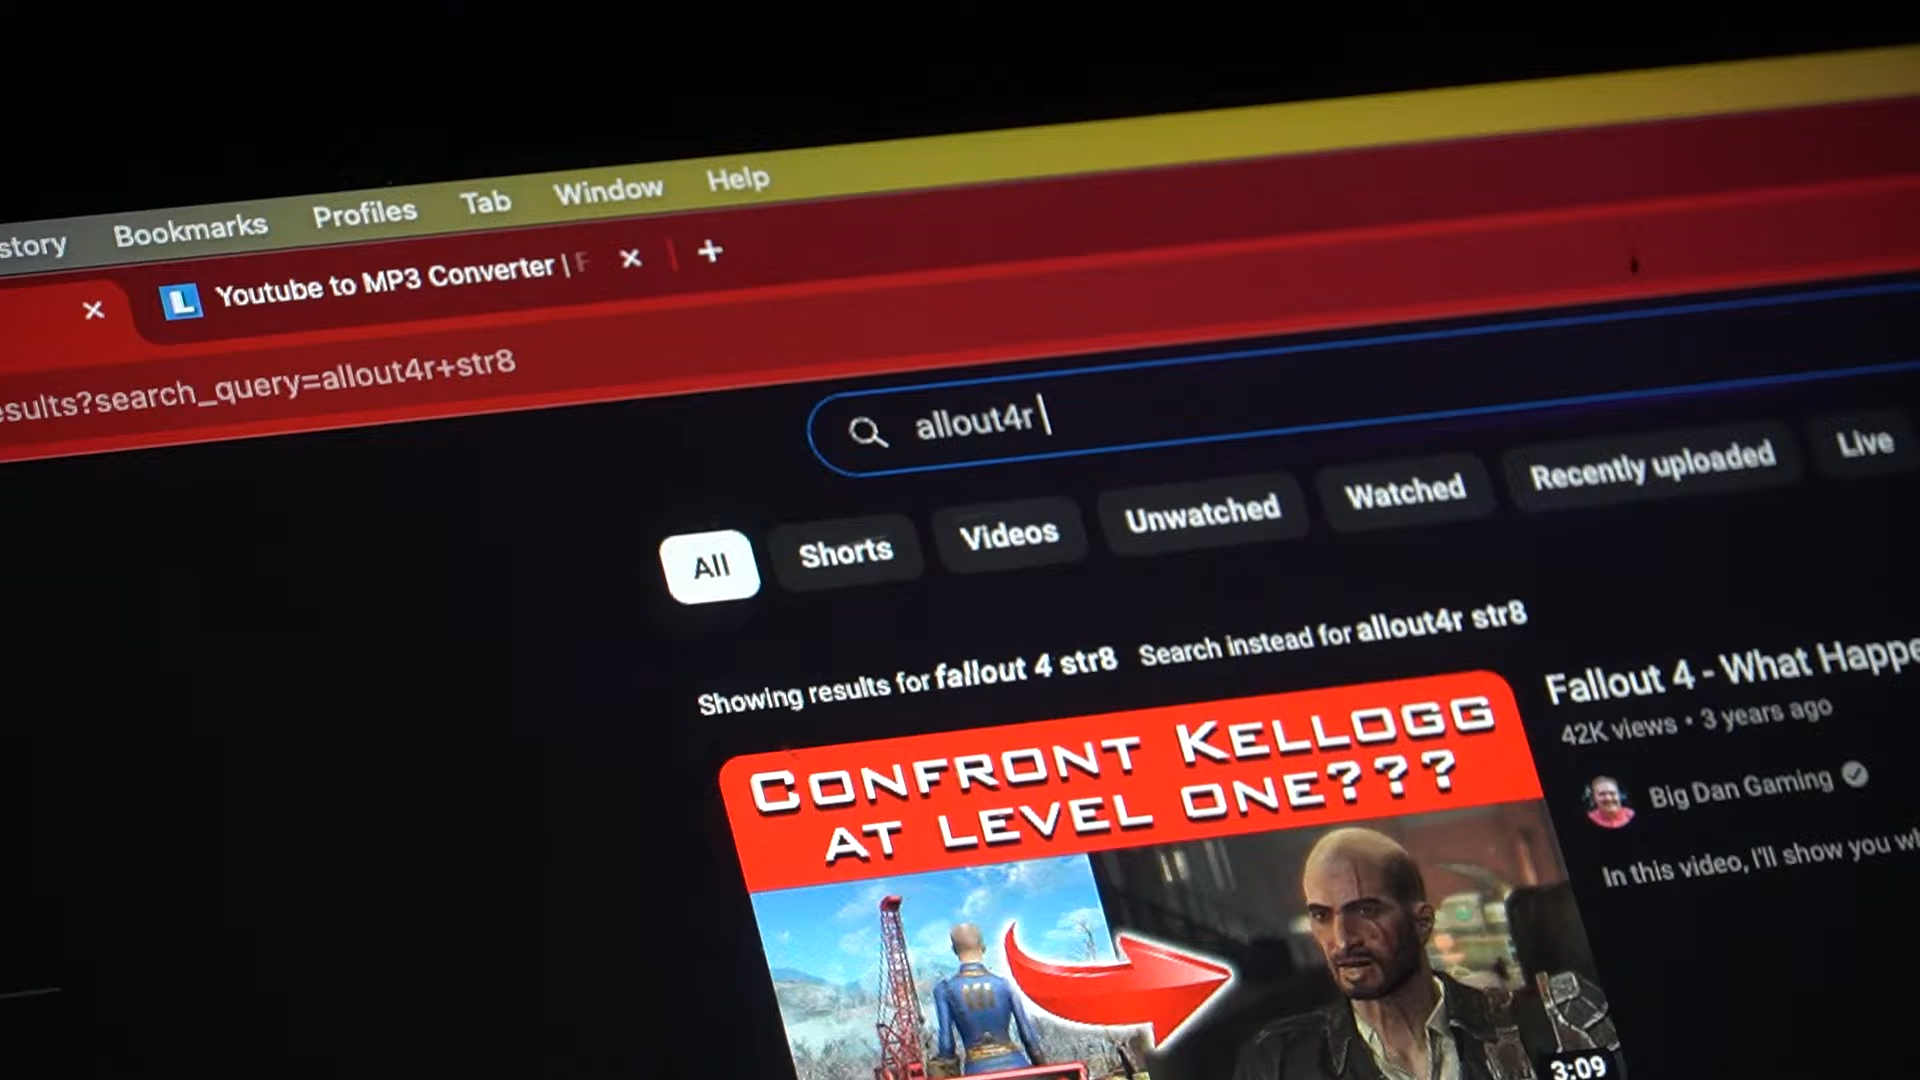 story Bookmarks Profiles Tab Window Help
Youtube to MP3 Converter | F
esults?search_query=allout4r+str8
allout4r
All Shorts Videos Unwatched Watched Recently uploaded Live
Showing results for fallout 4 str8 Search instead for allout4r str8
CONFRONT KELLOGG
AT LEVEL ONE???
3:09
Fallout 4 - What Happe
42K views • 3 years ago
Big Dan Gaming
In this video, I'll show you wh